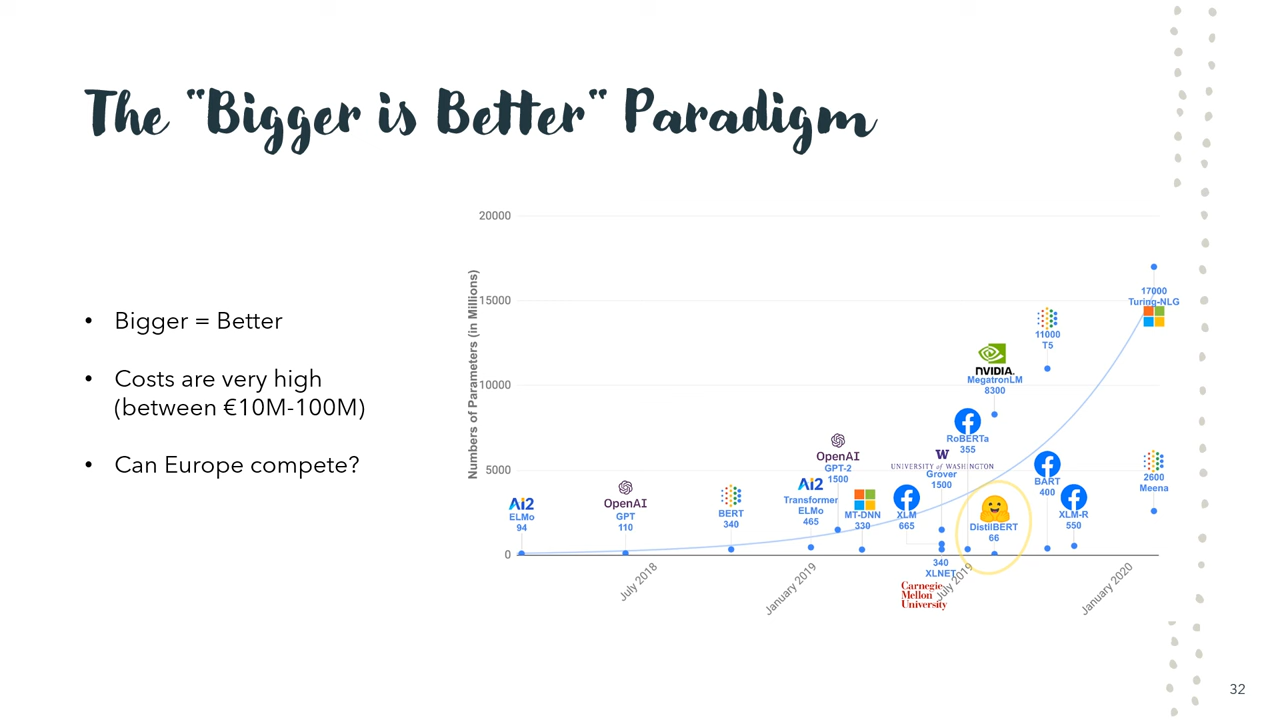 The “Bigger is Better“ Paradigm
• Bigger = Better
• Costs are very high
(between €10M-100M)
• Can Europe compete?
Numbers of Parameters (in Millions)
20000
15000
10000
5000
0
July 2018
January 2019
July 2019
January 2020
Ai2
ELMo
94
OpenAI
GPT
110
BERT
340
Ai2
Transformer
ELMo
465
OpenAI
GPT-2
1500
MT-DNN
330
XLM
665
W
UNIVERSITY of WASHINGTON
Grover
1500
340
XLNET
Carnegie
Mellon
University
RoBERTa
355
NVIDIA.
MegatronLM
8300
DistilBERT
66
11000
T5
BART
400
XLM-R
550
17000
Turing-NLG
2600
Meena
32